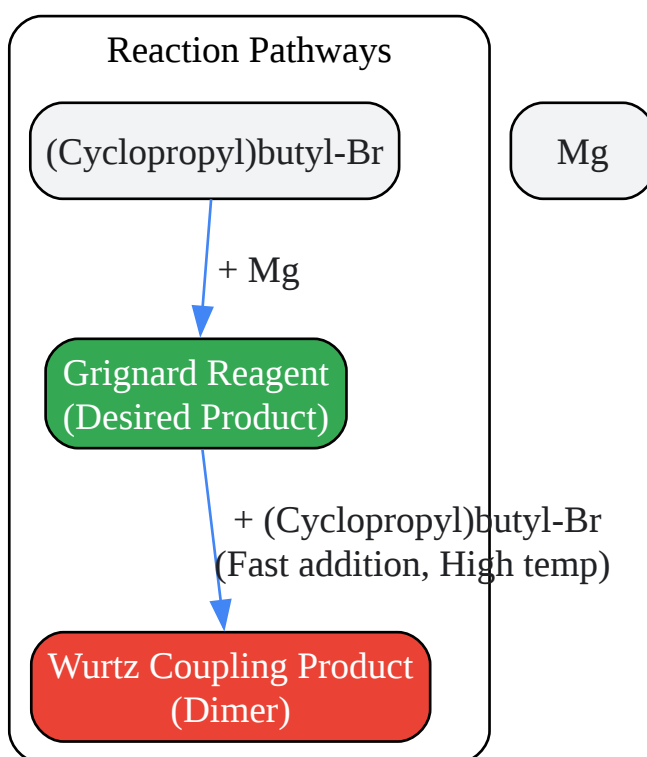 Reaction Pathways
(Cyclopropyl)butyl-Br
Mg
+ Mg
Grignard Reagent
(Desired Product)
+ (Cyclopropyl)butyl-Br
(Fast addition, High temp)
Wurtz Coupling Product
(Dimer)